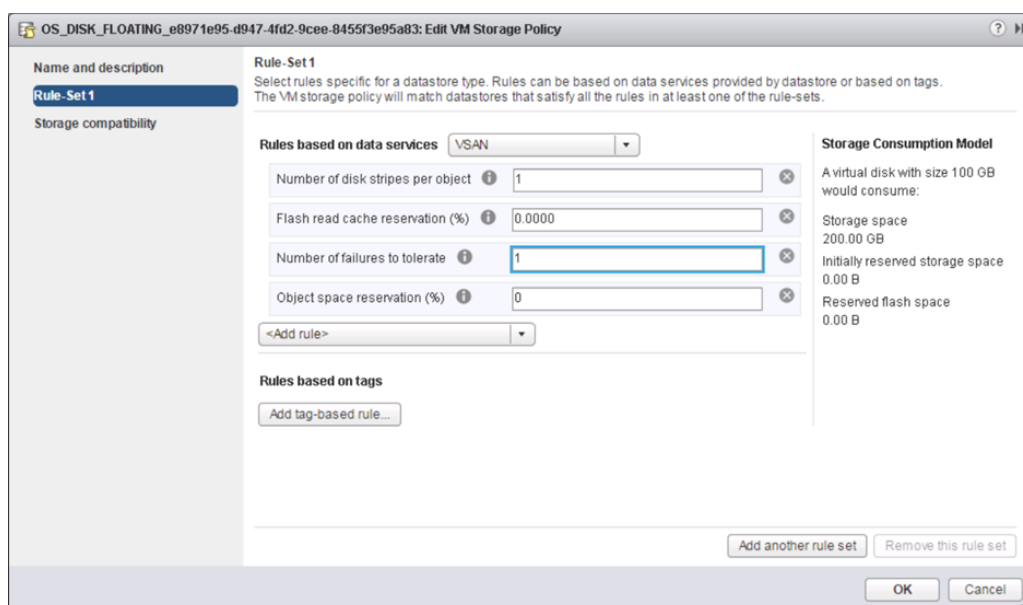 OS_DISK_FLOATING_e8971e95-d947-4fd2-9cee-8455f3e95a83: Edit VM Storage Policy
?
Name and description
Rule-Set 1
Storage compatibility
Rule-Set 1
Select rules specific for a datastore type. Rules can be based on data services provided by datastore or based on tags.
The VM storage policy will match datastores that satisfy all the rules in at least one of the rule-sets.
Rules based on data services VSAN
Number of disk stripes per object 1
Flash read cache reservation (%) 0.0000
Number of failures to tolerate 1
Object space reservation (%) 0
<Add rule>
Rules based on tags
Add tag-based rule...
Storage Consumption Model
A virtual disk with size 100 GB
would consume:
Storage space
200.00 GB
Initially reserved storage space
0.00 B
Reserved flash space
0.00 B
Add another rule set Remove this rule set
OK Cancel